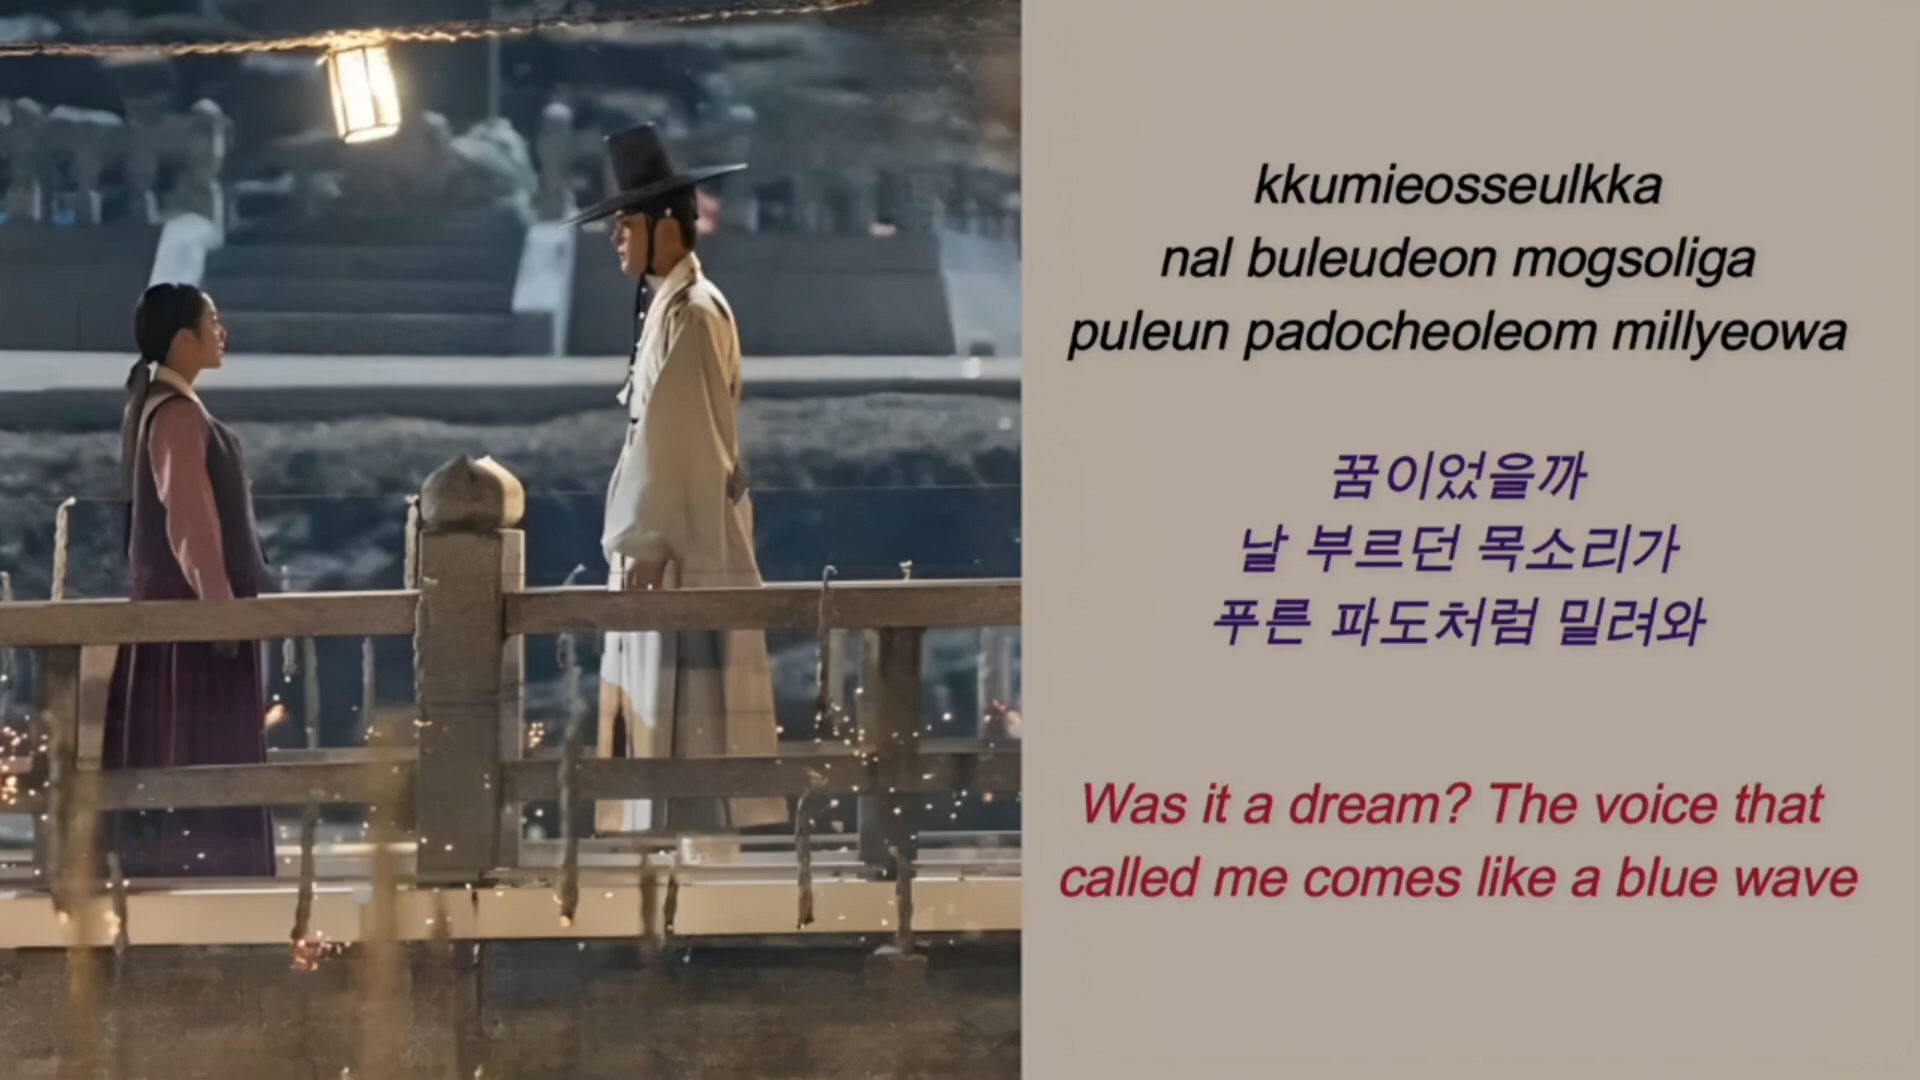 kkumieosseulkka
nal buleudeon mogsoliga
puleun padocheoleom millyeowa
꿈이었을까
날 부르던 목소리가
푸른 파도처럼 밀려와
Was it a dream? The voice that
called me comes like a blue wave